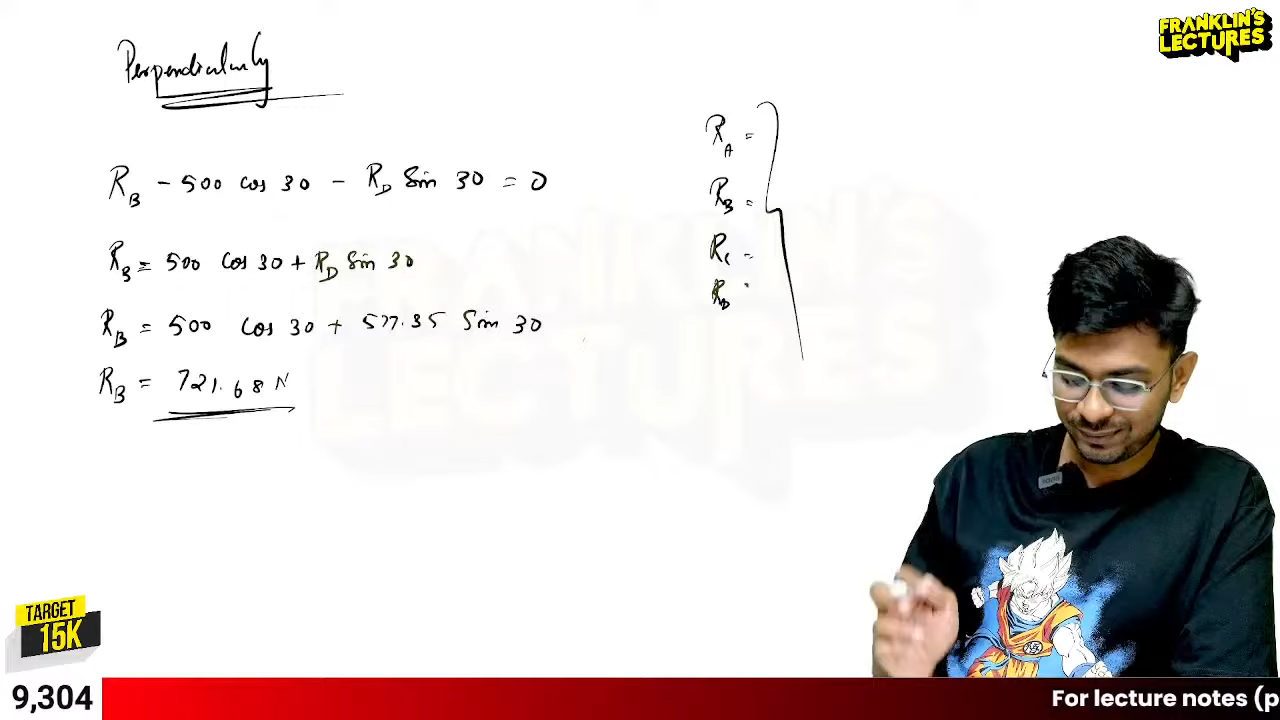 FRANKLIN'S
LECTURES
Perpendicularly
R_B - 500 cos 30 - R_D Sin 30 = 0
R_B = 500 cos 30 + R_D Sin 30
R_B = 500 cos 30 + 577.35 Sin 30
R_B = 721.68 N
R_A =
R_B =
R_C =
R_D =
FRANKLIN'S
LECTURES
TARGET
15K
9,304
For lecture notes (p